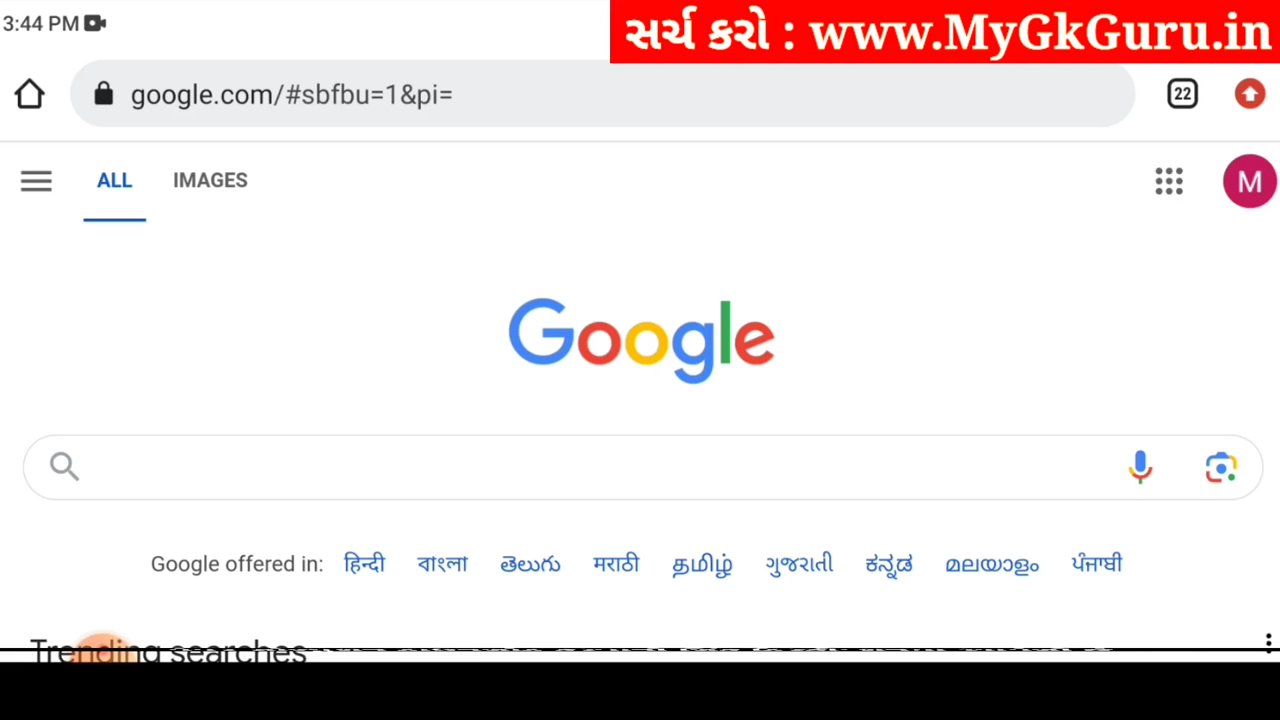 3:44 PM
સર્ચ કરો : www.MyGkGuru.in
google.com/#sbfbu=1&pi=
22
ALL IMAGES
M
Google
Google offered in: हिन्दी বাংলা తెలుగు मराठी தமிழ் ગુજરાતી ಕನ್ನಡ മലയാളം ਪੰਜਾਬੀ
Trending searches